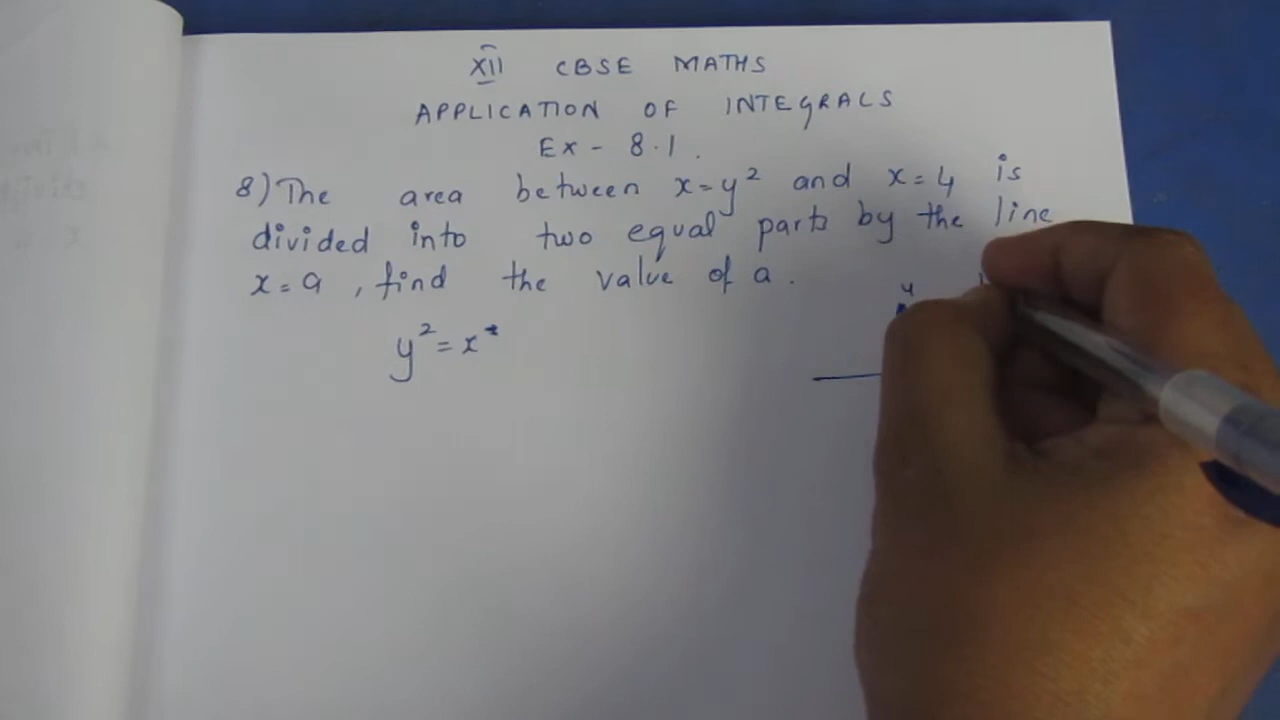 XII CBSE MATHS
APPLICATION OF INTEGRALS
Ex - 8.1.
8) The area between x=y² and x=4 is
divided into two equal parts by the line
x=a, find the value of a.
y
y²=x